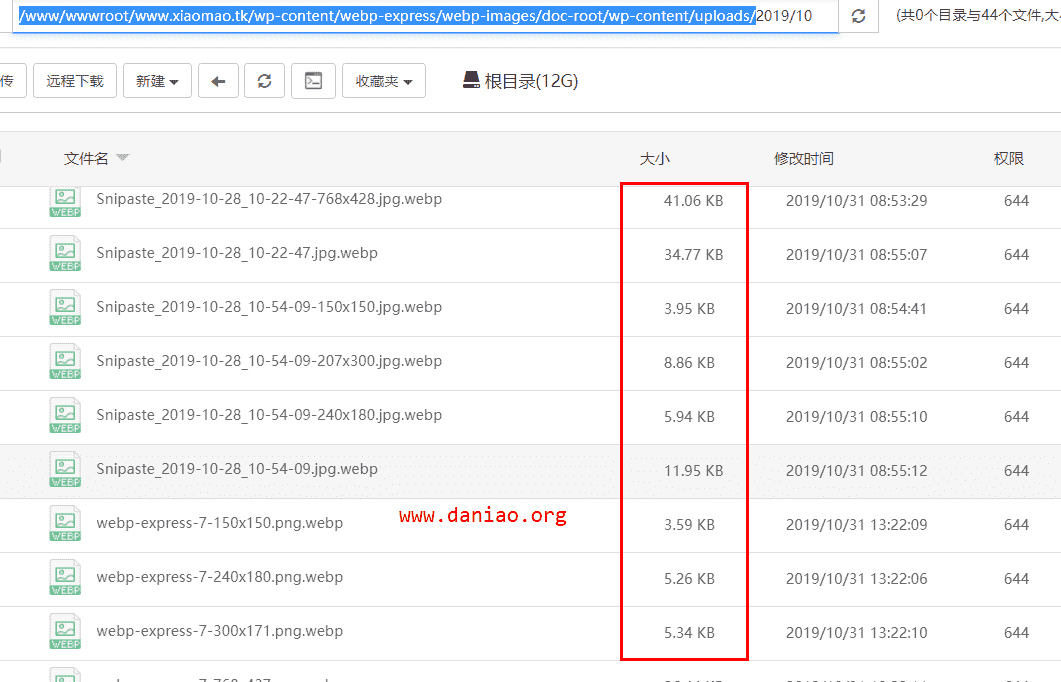 /www/wwwroot/www.xiaomao.tk/wp-content/webp-express/webp-images/doc-root/wp-content/uploads/2019/10 (共0个目录与44个文件,大
传 远程下载 新建 收藏夹 根目录(12G)
文件名 大小 修改时间 权限
WEBP Snipaste_2019-10-28_10-22-47-768x428.jpg.webp 41.06 KB 2019/10/31 08:53:29 644
WEBP Snipaste_2019-10-28_10-22-47.jpg.webp 34.77 KB 2019/10/31 08:55:07 644
WEBP Snipaste_2019-10-28_10-54-09-150x150.jpg.webp 3.95 KB 2019/10/31 08:54:41 644
WEBP Snipaste_2019-10-28_10-54-09-207x300.jpg.webp 8.86 KB 2019/10/31 08:55:02 644
WEBP Snipaste_2019-10-28_10-54-09-240x180.jpg.webp 5.94 KB 2019/10/31 08:55:10 644
WEBP Snipaste_2019-10-28_10-54-09.jpg.webp 11.95 KB 2019/10/31 08:55:12 644
WEBP webp-express-7-150x150.png.webp 3.59 KB 2019/10/31 13:22:09 644
www.daniao.org
WEBP webp-express-7-240x180.png.webp 5.26 KB 2019/10/31 13:22:06 644
WEBP webp-express-7-300x171.png.webp 5.34 KB 2019/10/31 13:22:10 644